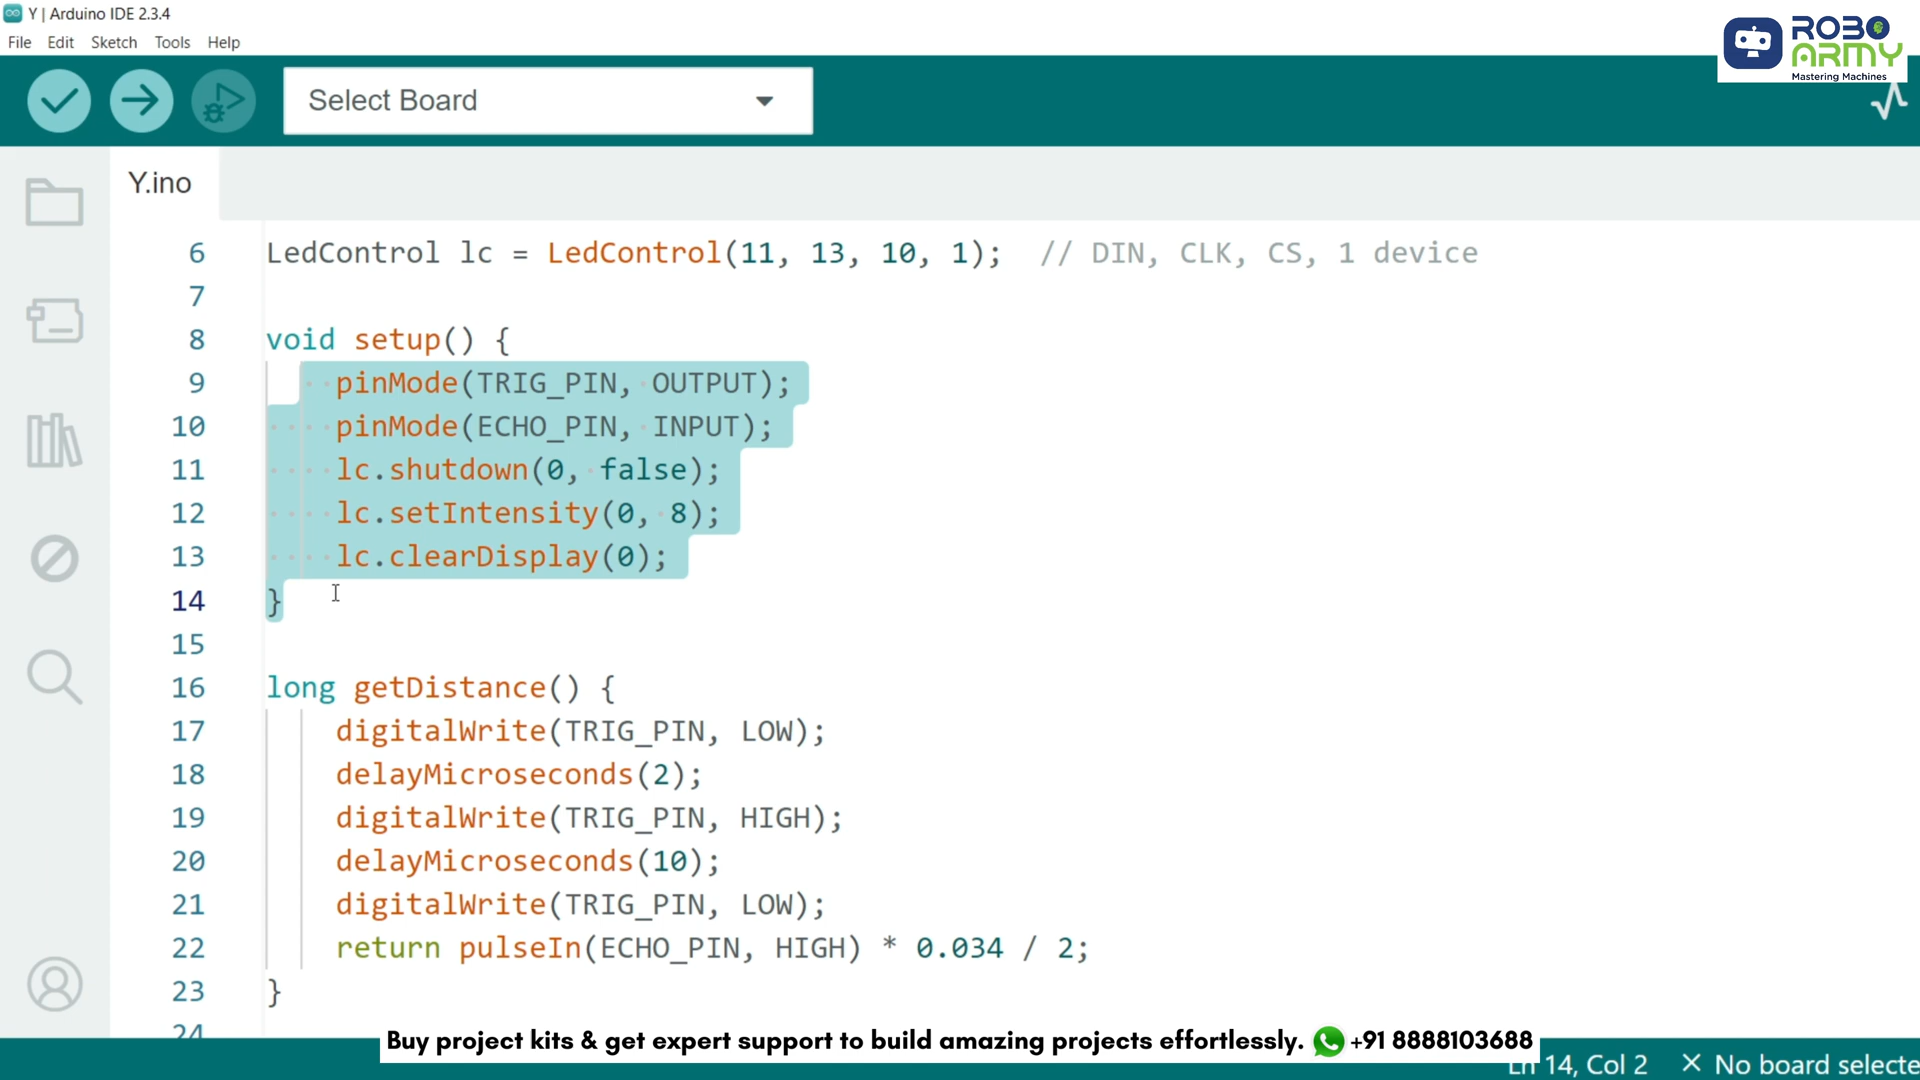 Y | Arduino IDE 2.3.4
File Edit Sketch Tools Help
ROBO
ARMY
Mastering Machines
Select Board
Y.ino
6 LedControl lc = LedControl(11, 13, 10, 1); // DIN, CLK, CS, 1 device
7
8 void setup() {
9 pinMode(TRIG_PIN, OUTPUT);
10 pinMode(ECHO_PIN, INPUT);
11 lc.shutdown(0, false);
12 lc.setIntensity(0, 8);
13 lc.clearDisplay(0);
14 }
15
16 long getDistance() {
17 digitalWrite(TRIG_PIN, LOW);
18 delayMicroseconds(2);
19 digitalWrite(TRIG_PIN, HIGH);
20 delayMicroseconds(10);
21 digitalWrite(TRIG_PIN, LOW);
22 return pulseIn(ECHO_PIN, HIGH) * 0.034 / 2;
23 }
24
Buy project kits & get expert support to build amazing projects effortlessly. +91 8888103688
Ln 14, Col 2 No board selecte